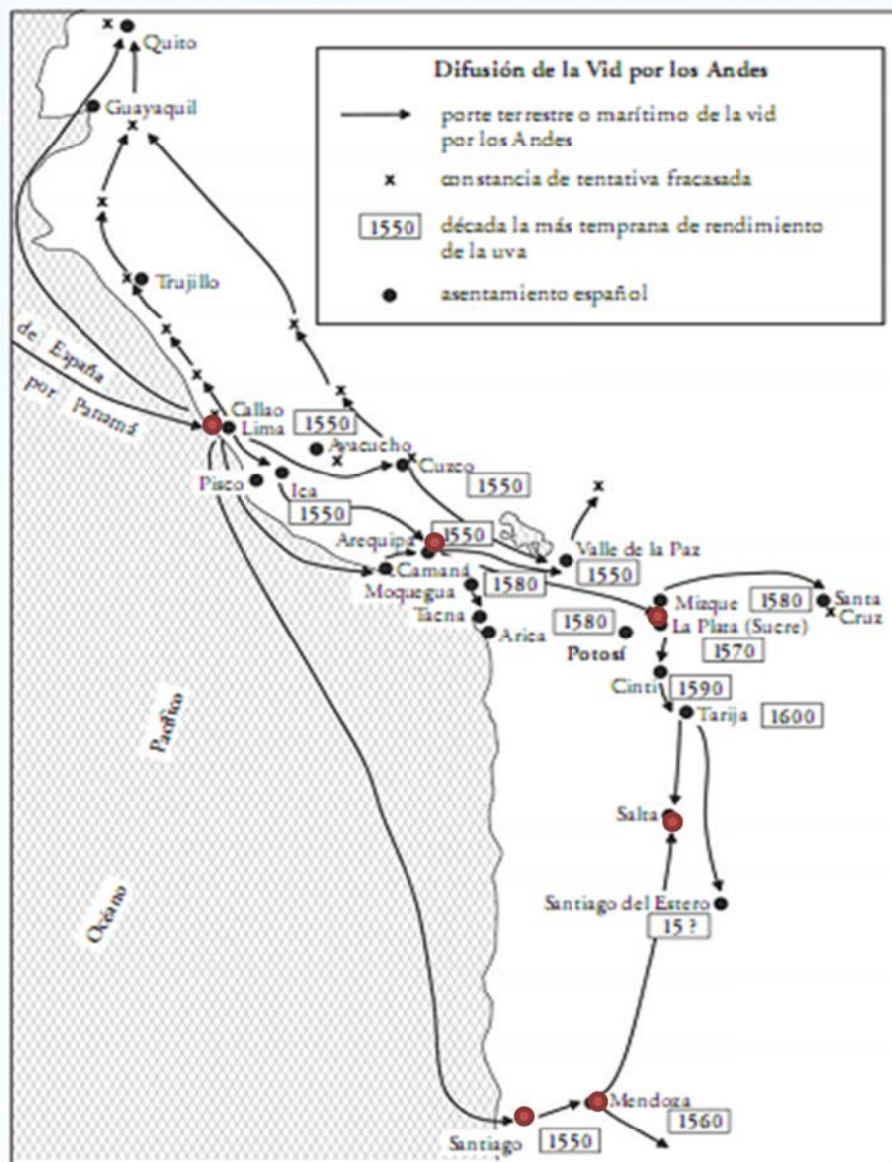 Quito
Guayaquil
Difusión de la Vid por los Andes
porte terrestre o marítimo de la vid
por los Andes
x constancia de tentativa fracasada
1550 década la más temprana de rendimiento
de la uva
asentamiento español
Trujillo
de España
por Panamá
Callao
Lima 1550
Ayacucho
Cuzco
1550
Pisco
Ica
1550
1550
Arequipa
Valle de la Paz
1550
Camaná
Moquegua
1580
Mizque 1580 Santa
Cruz
Tacna
La Plata (Sucre)
Arica
1580
Potosí
1570
Cinti 1590
Tarija 1600
Salta
Santiago del Estero
15 ?
Océano Pacífico
Mendoza
1560
Santiago 1550